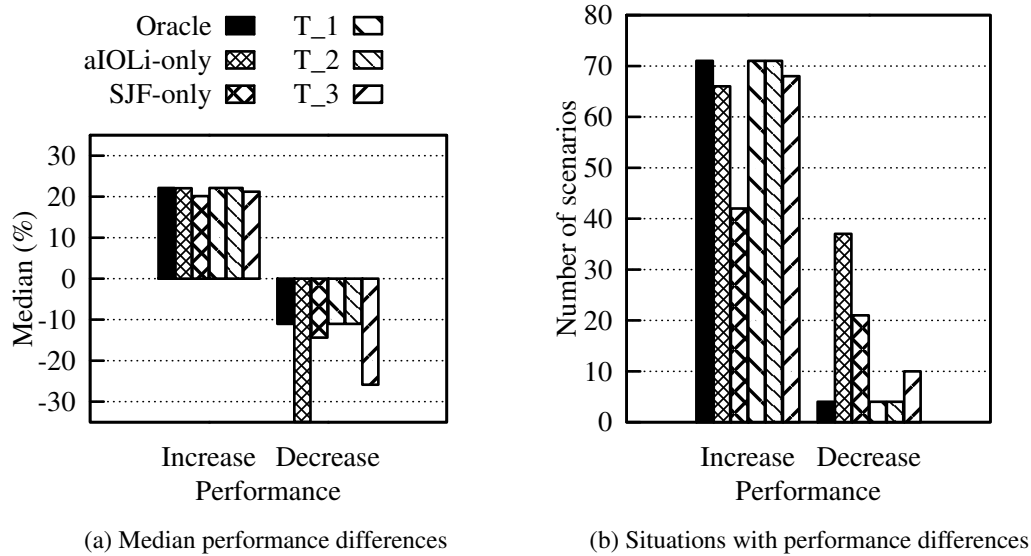 Oracle T_1
aIOLi-only T_2
SJF-only T_3
Median (%)
30
20
10
0
-10
-20
-30
Increase Decrease
Performance
(a) Median performance differences
Number of scenarios
80
70
60
50
40
30
20
10
0
Increase Decrease
Performance
(b) Situations with performance differences